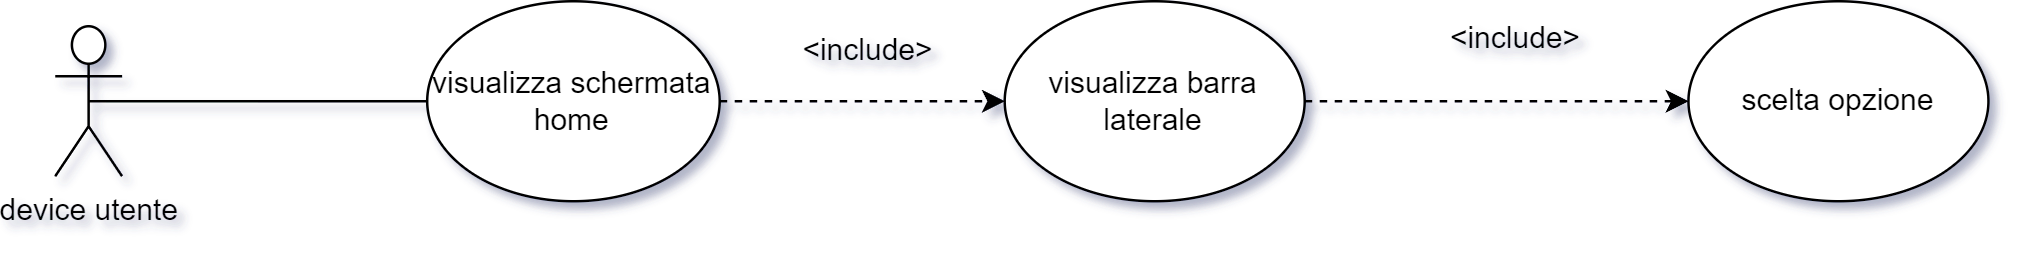 device utente
visualizza schermata
home
<include>
visualizza barra
laterale
<include>
scelta opzione